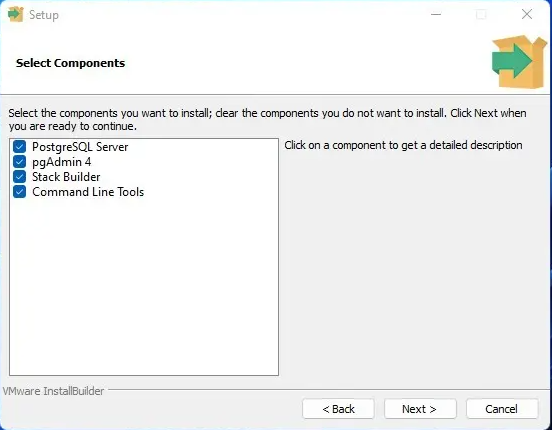 Setup
Select Components
Select the components you want to install; clear the components you do not want to install. Click Next when
you are ready to continue.
PostgreSQL Server
pgAdmin 4
Stack Builder
Command Line Tools
Click on a component to get a detailed description
VMware InstallBuilder
< Back
Next >
Cancel